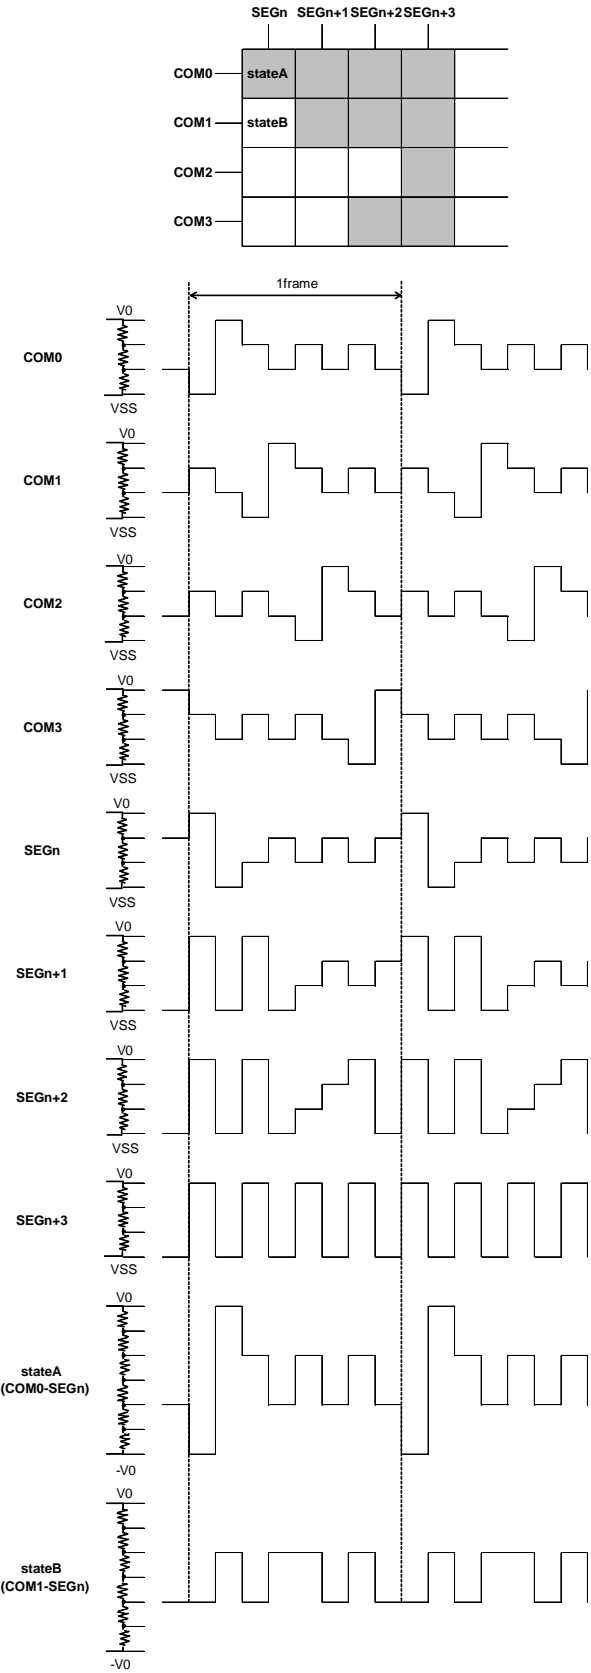 SEGn SEGn+1 SEGn+2 SEGn+3
COM0 stateA
COM1 stateB
COM2
COM3
1frame
V0
COM0
VSS
V0
COM1
VSS
V0
COM2
VSS
V0
COM3
VSS
V0
SEGn
VSS
V0
SEGn+1
VSS
V0
SEGn+2
VSS
V0
SEGn+3
VSS
V0
stateA
(COM0-SEGn)
-V0
V0
stateB
(COM1-SEGn)
-V0